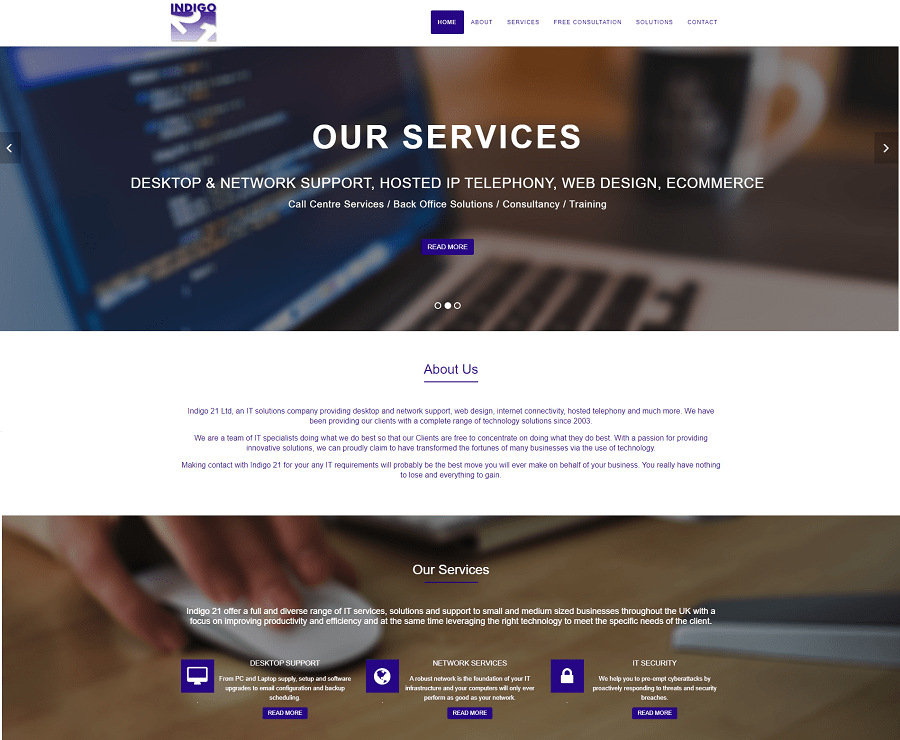 INDIGO
HOME ABOUT SERVICES FREE CONSULTATION SOLUTIONS CONTACT
OUR SERVICES
DESKTOP & NETWORK SUPPORT, HOSTED IP TELEPHONY, WEB DESIGN, ECOMMERCE
Call Centre Services / Back Office Solutions / Consultancy / Training
READ MORE
About Us
Indigo 21 Ltd, an IT solutions company providing desktop and network support, web design, internet connectivity, hosted telephony and much more. We have
been providing our clients with a complete range of technology solutions since 2003.
We are a team of IT specialists doing what we do best so that our Clients are free to concentrate on doing what they do best. With a passion for providing
innovative solutions, we can proudly claim to have transformed the fortunes of many businesses via the use of technology.
Making contact with Indigo 21 for your any IT requirements will probably be the best move you will ever make on behalf of your business. You really have nothing
to lose and everything to gain.
Our Services
Indigo 21 offer a full and diverse range of IT services, solutions and support to small and medium sized businesses throughout the UK with a
focus on improving productivity and efficiency and at the same time leveraging the right technology to meet the specific needs of the client.
DESKTOP SUPPORT
From PC and Laptop supply, setup and software
upgrades to email configuration and backup
scheduling.
READ MORE
NETWORK SERVICES
A robust network is the foundation of your IT
infrastructure and your computers will only ever
perform as good as your network.
READ MORE
IT SECURITY
We help you to pre-empt cyberattacks by
proactively responding to threats and security
breaches.
READ MORE